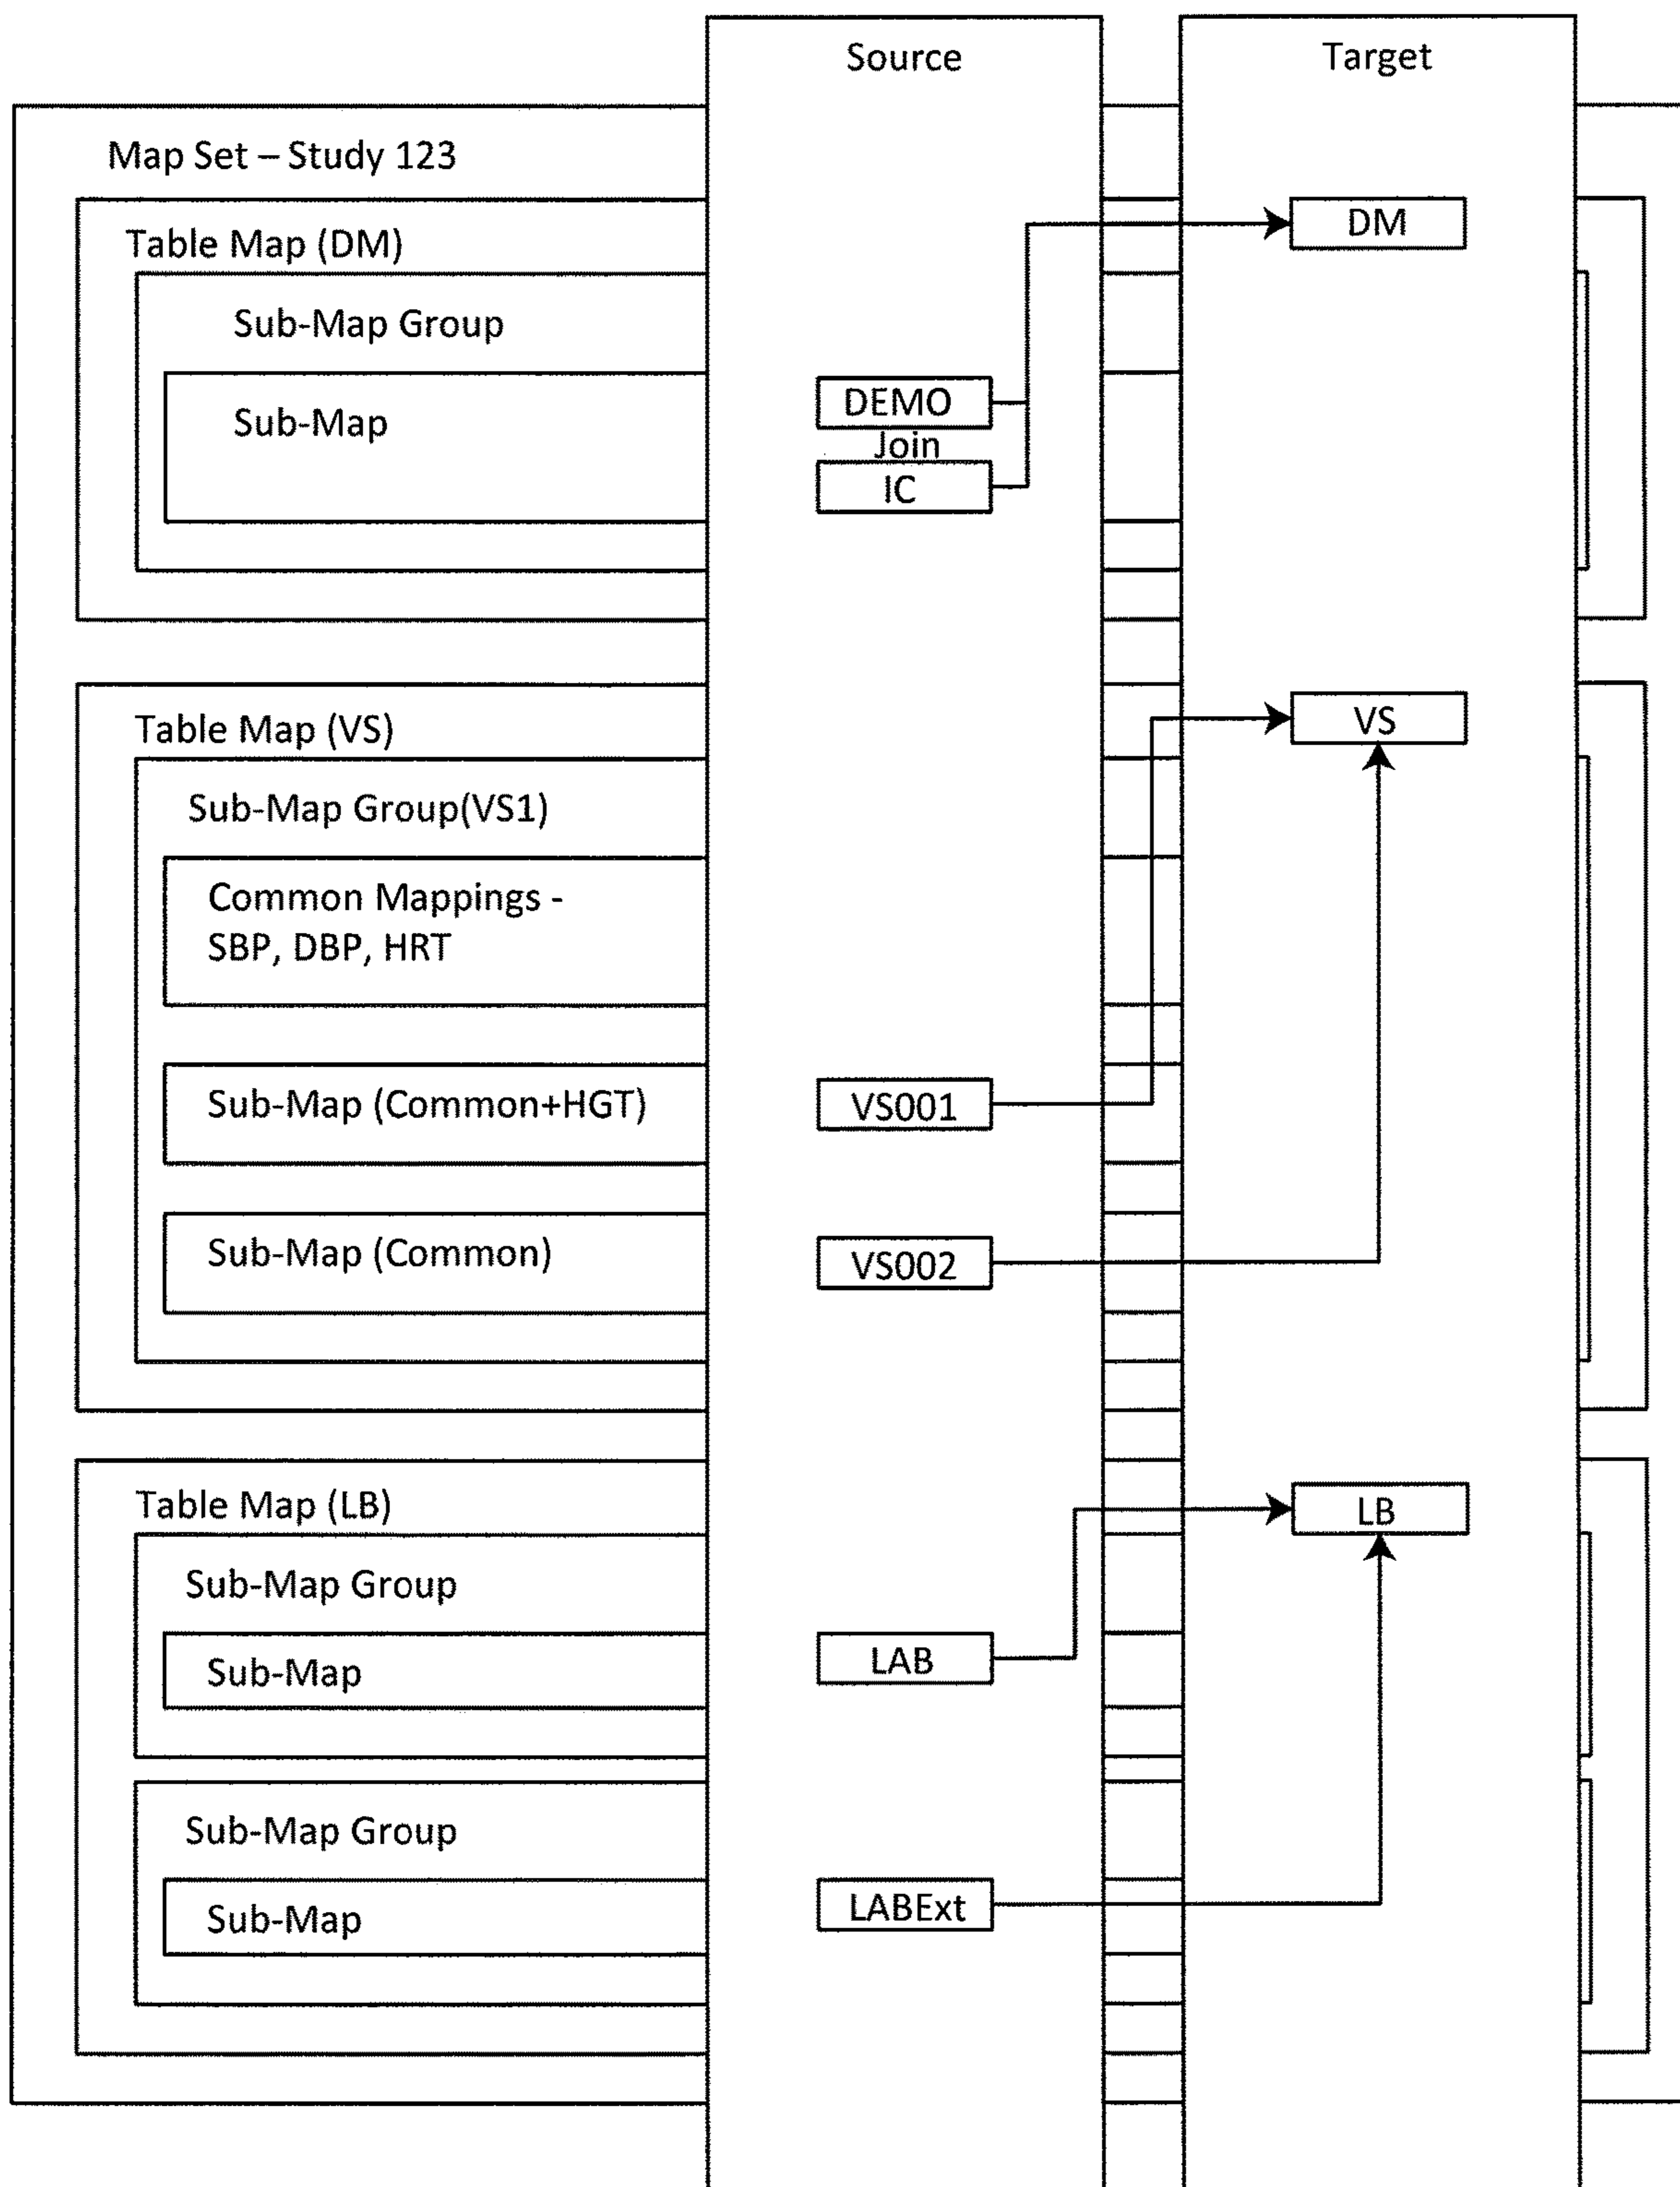 Source
Target
Map Set – Study 123
Table Map (DM)
DM
Sub-Map Group
Sub-Map
DEMO
Join
IC
Table Map (VS)
VS
Sub-Map Group(VS1)
Common Mappings -
SBP, DBP, HRT
Sub-Map (Common+HGT)
VS001
Sub-Map (Common)
VS002
Table Map (LB)
LB
Sub-Map Group
Sub-Map
LAB
Sub-Map Group
Sub-Map
LABExt